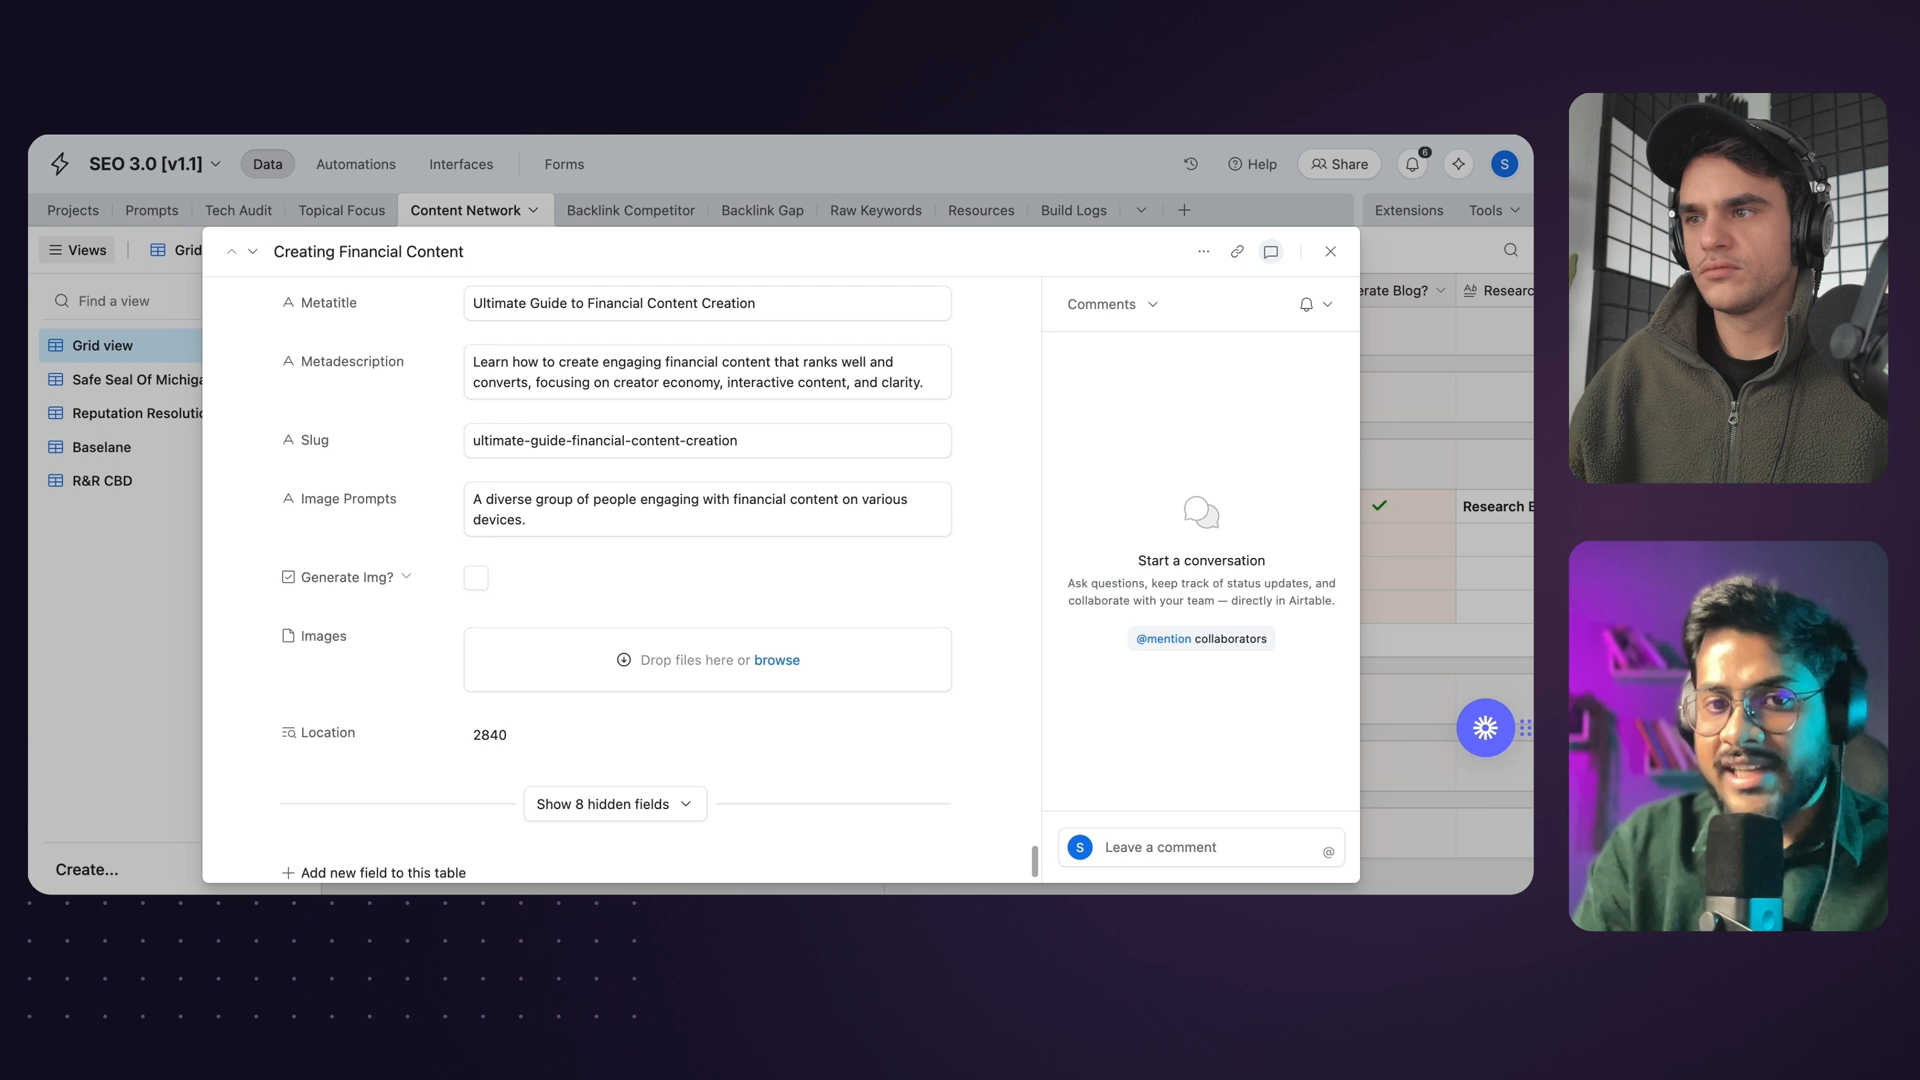 SEO 3.0 [v1.1]
Data
Automations
Interfaces
Forms
Help
Share
6
S
Projects
Prompts
Tech Audit
Topical Focus
Content Network
Backlink Competitor
Backlink Gap
Raw Keywords
Resources
Build Logs
Extensions
Tools
Views
Grid
Find a view
Grid view
Safe Seal Of Michiga
Reputation Resolutio
Baselane
R&R CBD
Create...
Creating Financial Content
Metatitle
Ultimate Guide to Financial Content Creation
Metadescription
Learn how to create engaging financial content that ranks well and
converts, focusing on creator economy, interactive content, and clarity.
Slug
ultimate-guide-financial-content-creation
Image Prompts
A diverse group of people engaging with financial content on various
devices.
Generate Img?
Images
Drop files here or browse
Location
2840
Show 8 hidden fields
Add new field to this table
Comments
Start a conversation
Ask questions, keep track of status updates, and
collaborate with your team — directly in Airtable.
@mention collaborators
S
Leave a comment
@
erate Blog?
Researc
Research E